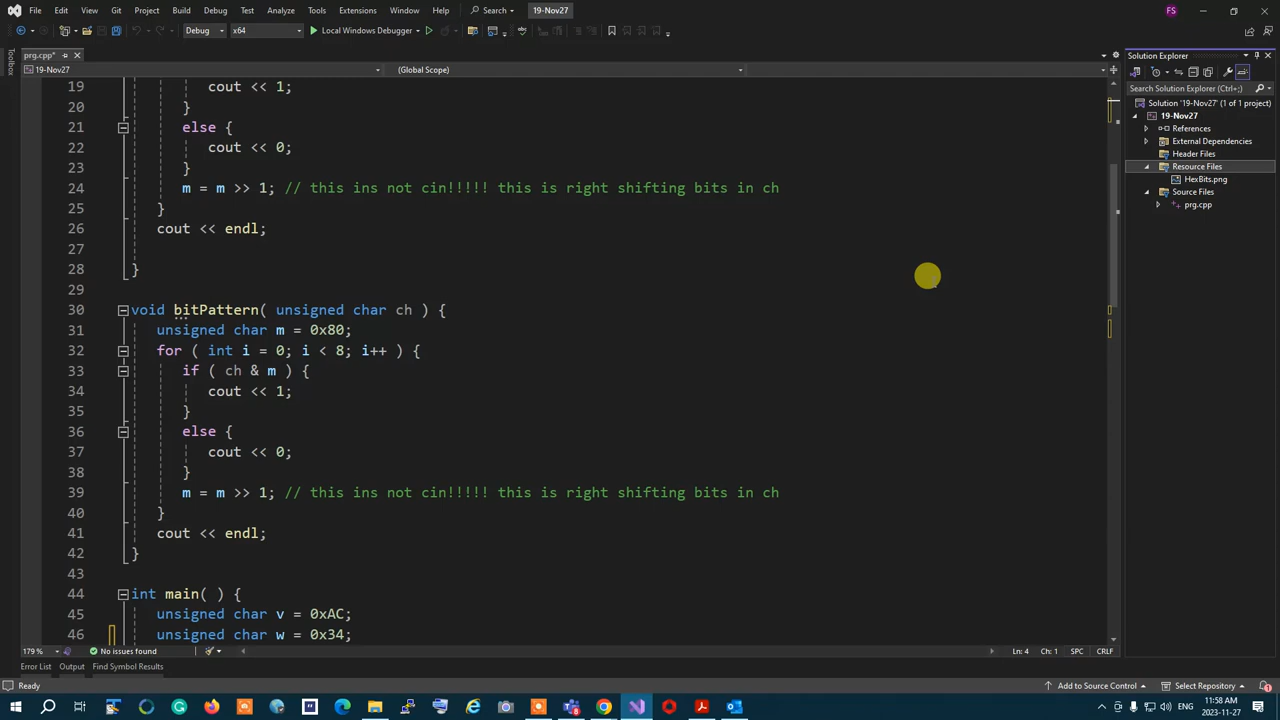 File Edit View Git Project Build Debug Test Analyze Tools Extensions Window Help Search 19-Nov27 FS
Debug x64 Local Windows Debugger
prg.cpp* Solution Explorer
Toolbox
19-Nov27 (Global Scope)
Search Solution Explorer (Ctrl+;)
Solution '19-Nov27' (1 of 1 project)
19-Nov27
References
External Dependencies
Header Files
Resource Files
HexBits.png
Source Files
prg.cpp
19 cout << 1;
20 }
21 else {
22 cout << 0;
23 }
24 m = m >> 1; // this ins not cin!!!!! this is right shifting bits in ch
25 }
26 cout << endl;
27
28 }
29
30 void bitPattern( unsigned char ch ) {
31 unsigned char m = 0x80;
32 for ( int i = 0; i < 8; i++ ) {
33 if ( ch & m ) {
34 cout << 1;
35 }
36 else {
37 cout << 0;
38 }
39 m = m >> 1; // this ins not cin!!!!! this is right shifting bits in ch
40 }
41 cout << endl;
42 }
43
44 int main( ) {
45 unsigned char v = 0xAC;
46 unsigned char w = 0x34;
179 % No issues found Ln: 4 Ch: 1 SPC CRLF
Error List Output Find Symbol Results
Ready Add to Source Control Select Repository 1
ENG 11:58 AM 2023-11-27